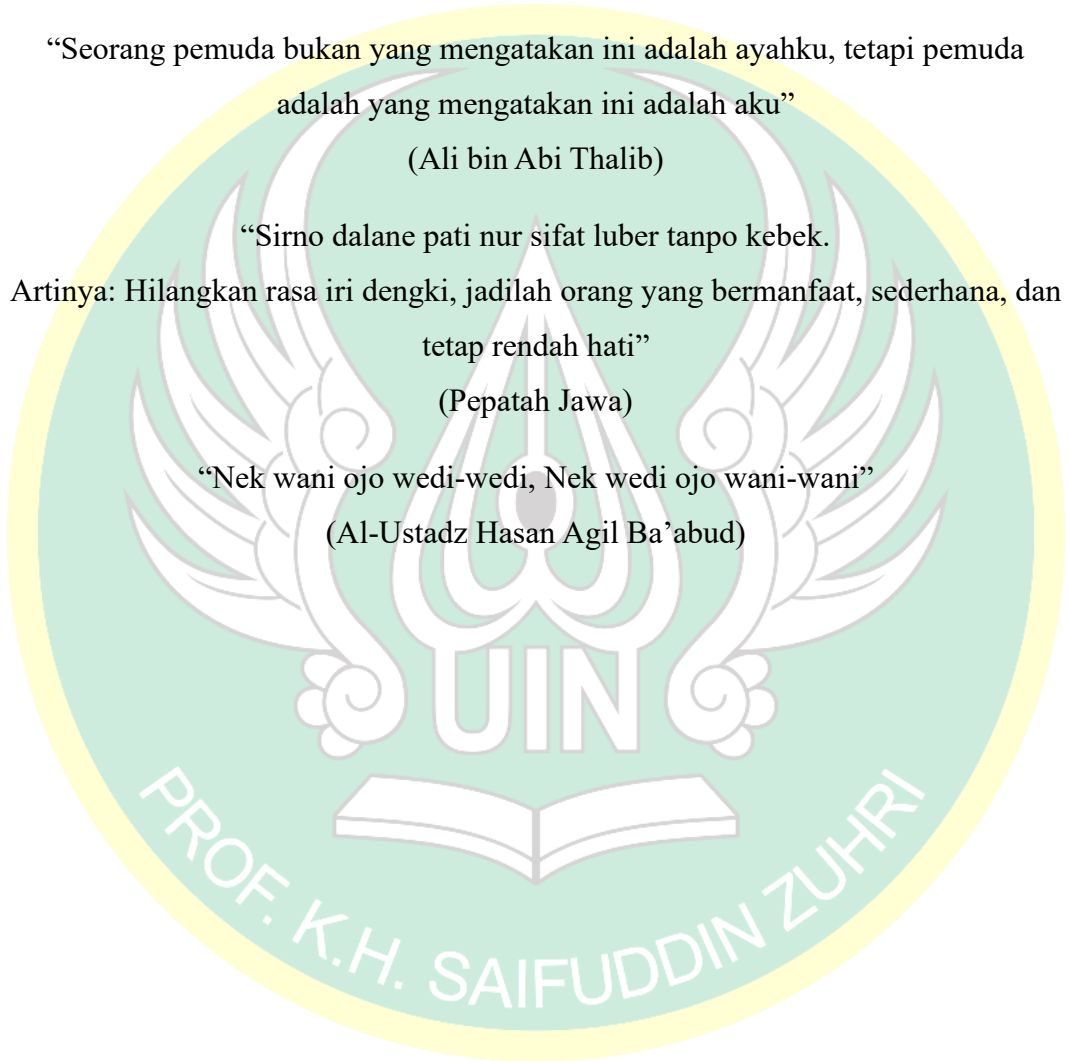 “Seorang pemuda bukan yang mengatakan ini adalah ayahku, tetapi pemuda
adalah yang mengatakan ini adalah aku”
(Ali bin Abi Thalib)
“Sirno dalane pati nur sifat luber tanpo kebek.
Artinya: Hilangkan rasa iri dengki, jadilah orang yang bermanfaat, sederhana, dan
tetap rendah hati”
(Pepatah Jawa)
“Nek wani ojo wedi-wedi, Nek wedi ojo wani-wani”
(Al-Ustadz Hasan Agil Ba’abud)
UIN
PROF. K.H. SAIFUDDIN ZUHRI